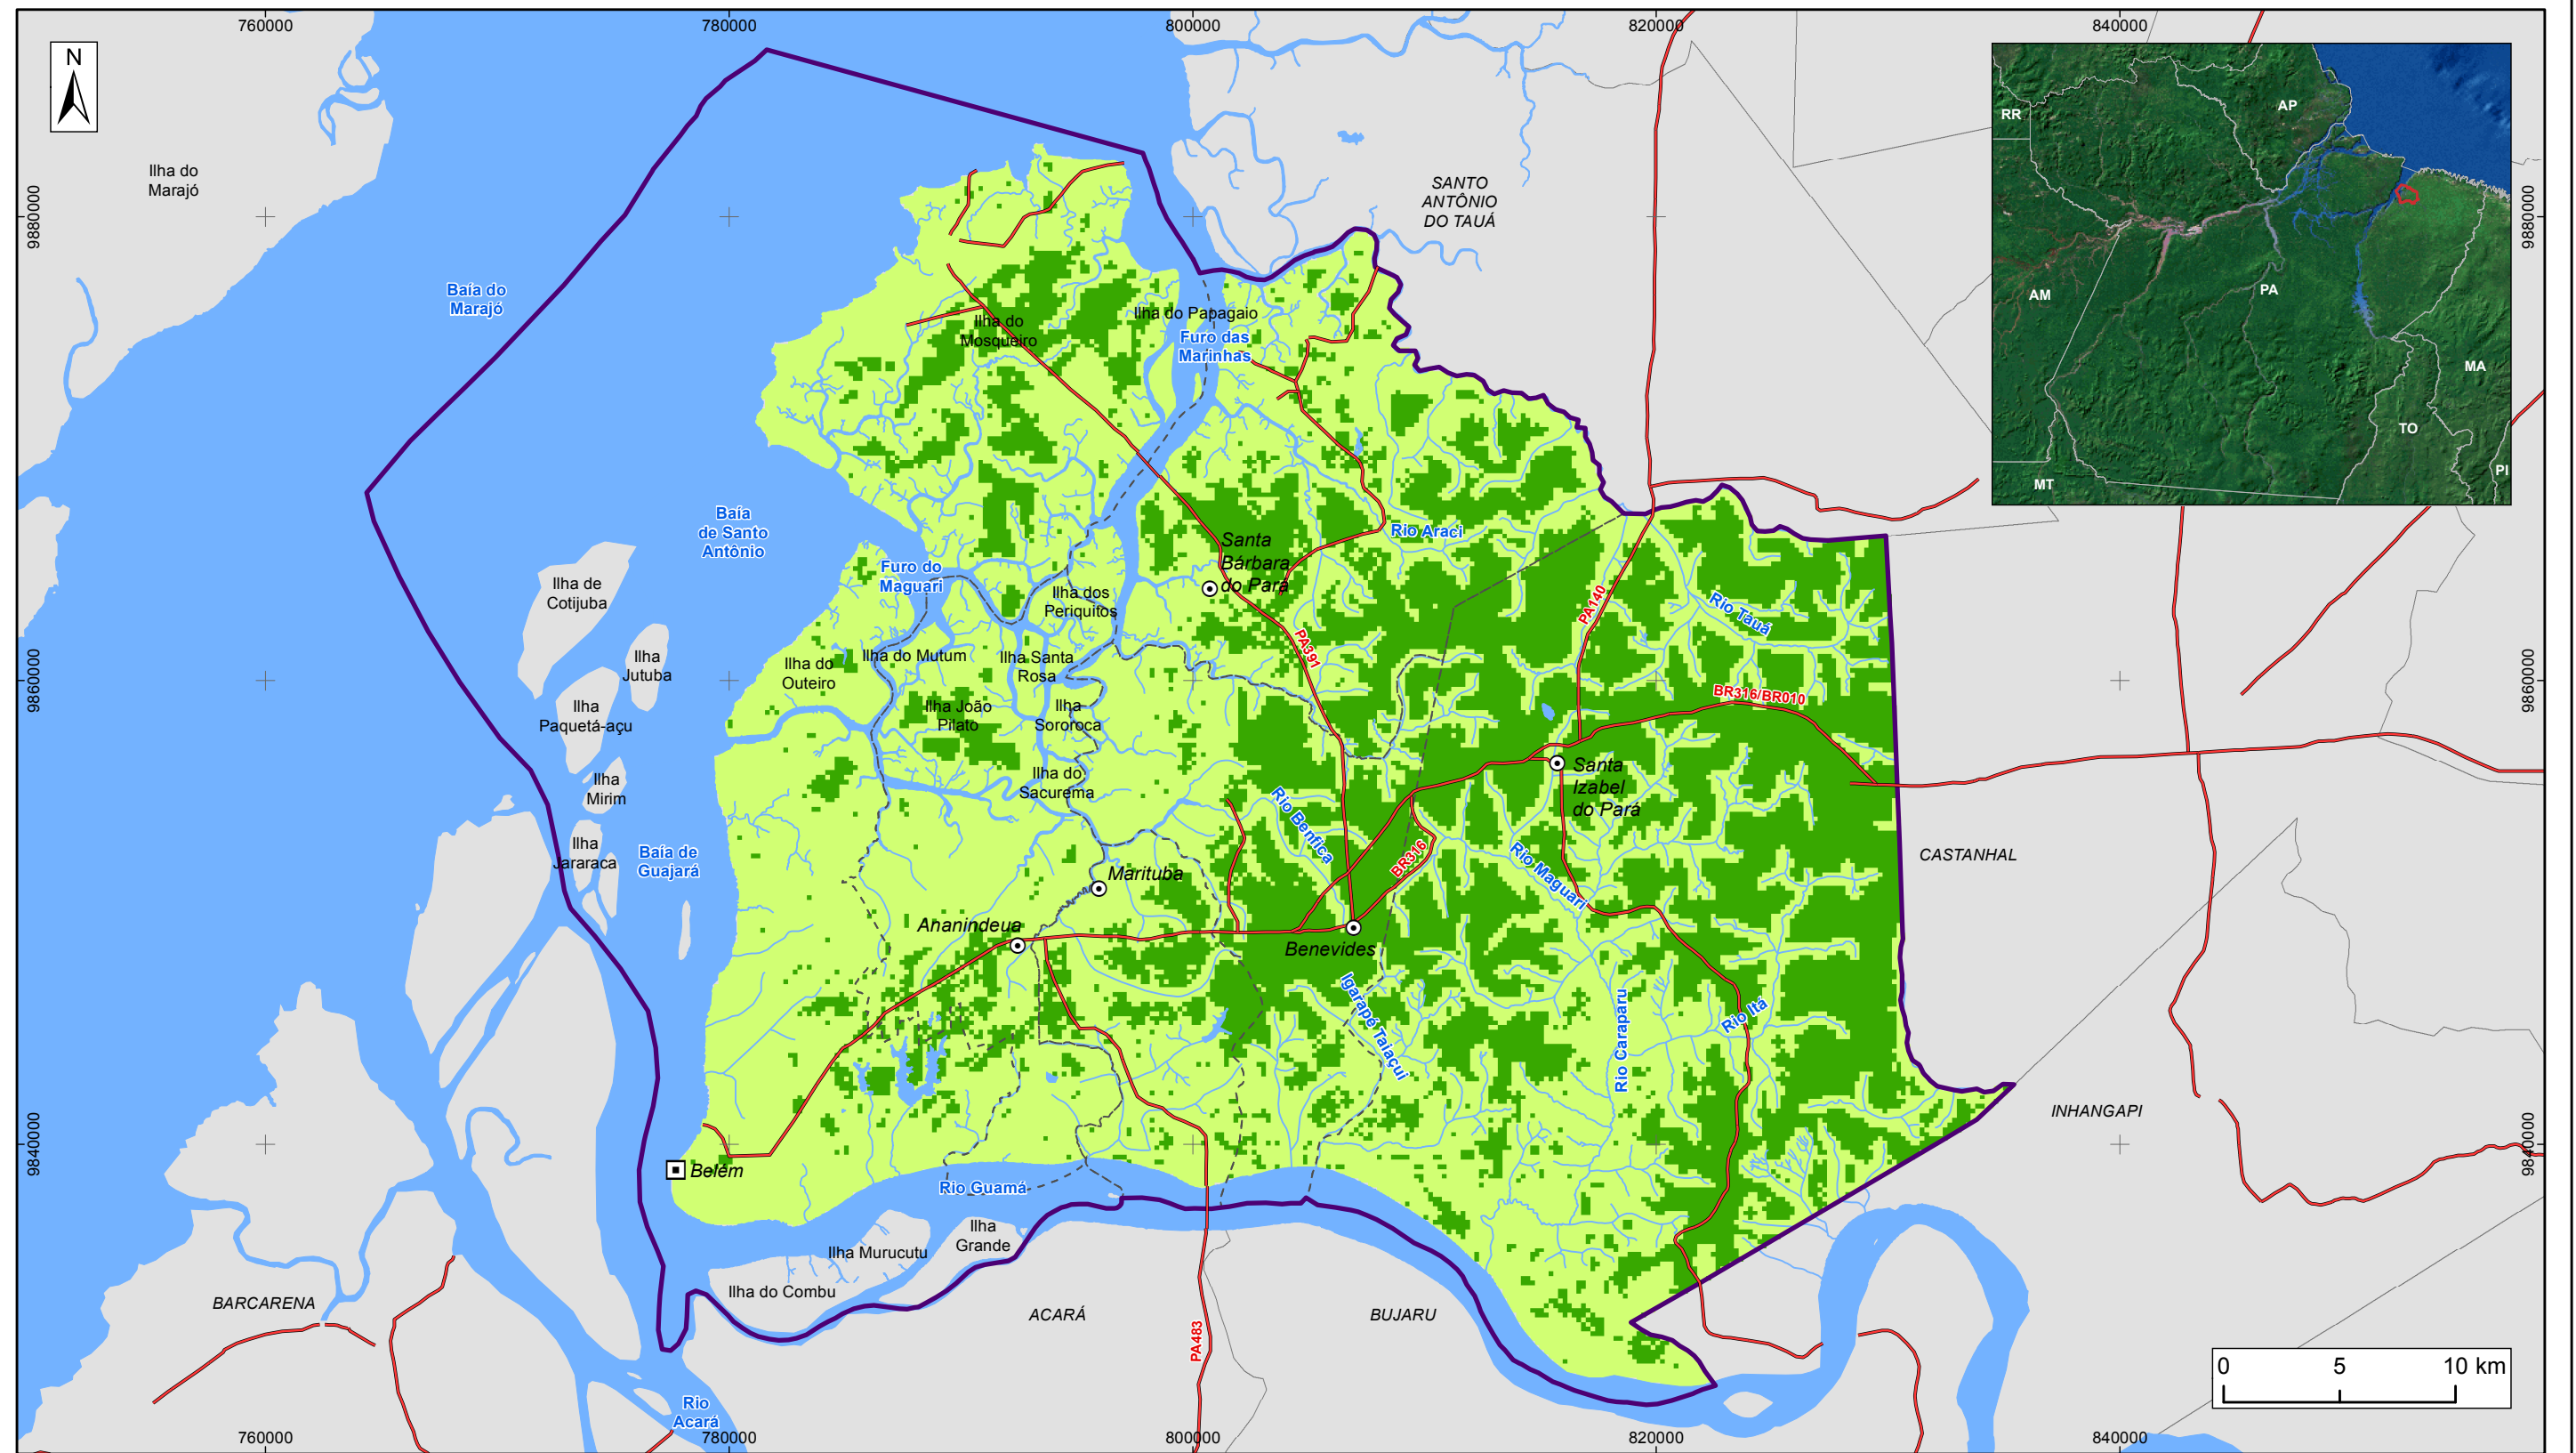 760000
780000
800000
820000
840000
N
RR
AP
AM
PA
MA
TO
PI
MT
Ilha do
Marajó
9880000
9880000
SANTO
ANTÔNIO
DO TAUÁ
Baía do
Marajó
Ilha do Papagaio
Ilha do
Mosqueiro
Furo das
Marinhas
Baía
de Santo
Antônio
Rio Araci
Santa
Bárbara
do Pará
Furo do
Maguari
Ilha de
Cotijuba
Ilha dos
Periquitos
PA140
Rio Tauá
PA391
Ilha do Mutum
Ilha Santa
Rosa
Ilha do
Outeiro
Ilha
Jutuba
9860000
9860000
BR316/BR010
Ilha
Paquetá-açu
Ilha João
Pilato
Ilha
Sororoca
Ilha
Mirim
Ilha do
Sacurema
Santa
Izabel
do Pará
Rio Benfica
Ilha
Jararaca
Baía de
Guajará
BR316
Rio Maguari
CASTANHAL
Marituba
Ananindeua
Benevides
Igarapé Taiaçui
Rio Caraparu
Rio Itá
INHANGAPI
9840000
9840000
Belém
Rio Guamá
Ilha
Grande
Ilha Murucutu
Ilha do Combu
BARCARENA
ACARÁ
BUJARU
PA483
Rio
Acará
0 5 10 km
760000
780000
800000
820000
840000